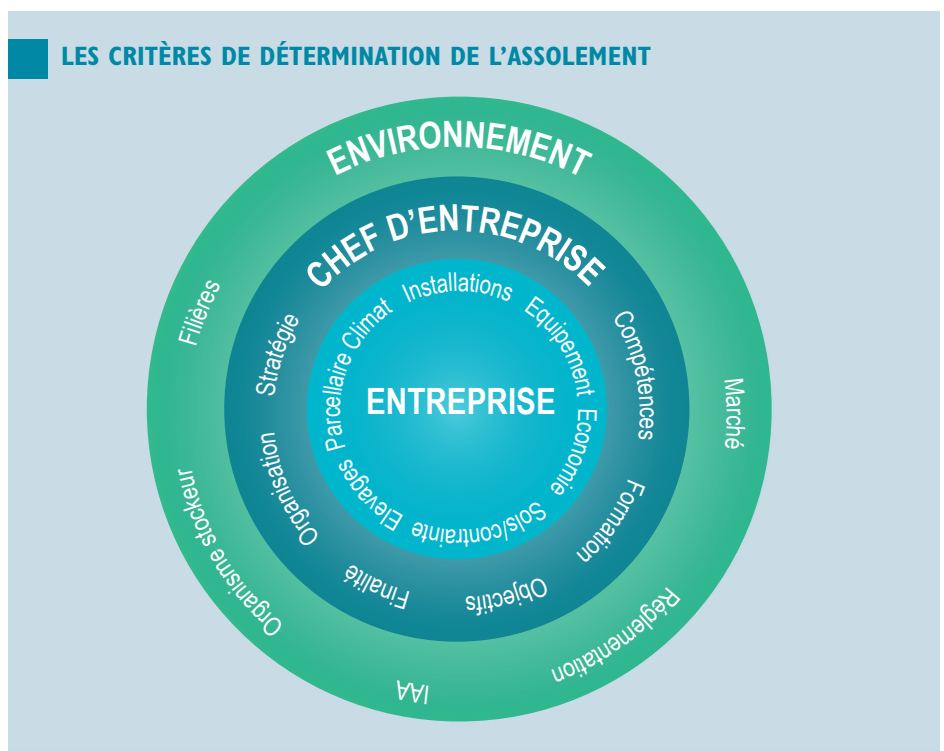 LES CRITÈRES DE DÉTERMINATION DE L'ASSOLEMENT
ENVIRONNEMENT
Marché
Réglementation
IAA
Organisme stockeur
Filières
CHEF D'ENTREPRISE
Compétences
Formation
Objectifs
Finalité
Organisation
Stratégie
ENTREPRISE
Installations
Equipement
Economie
Sols/contrainte
Elevages
Parcellaire
Climat